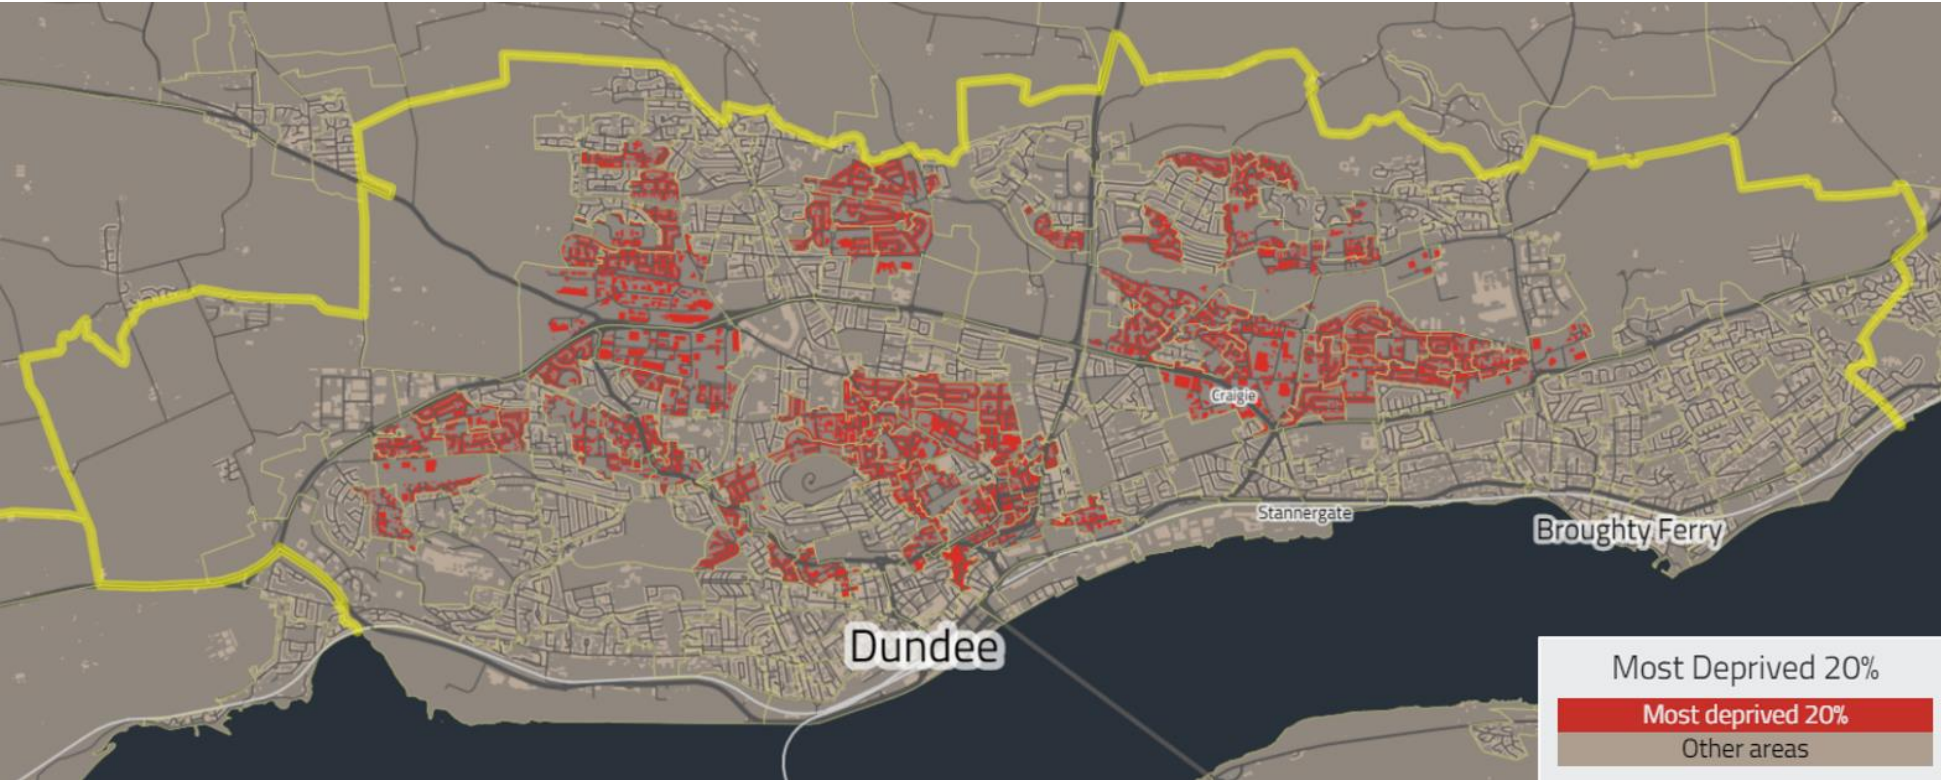 Craigie
Stannergate
Broughty Ferry
Dundee
Most Deprived 20%
Most deprived 20%
Other areas